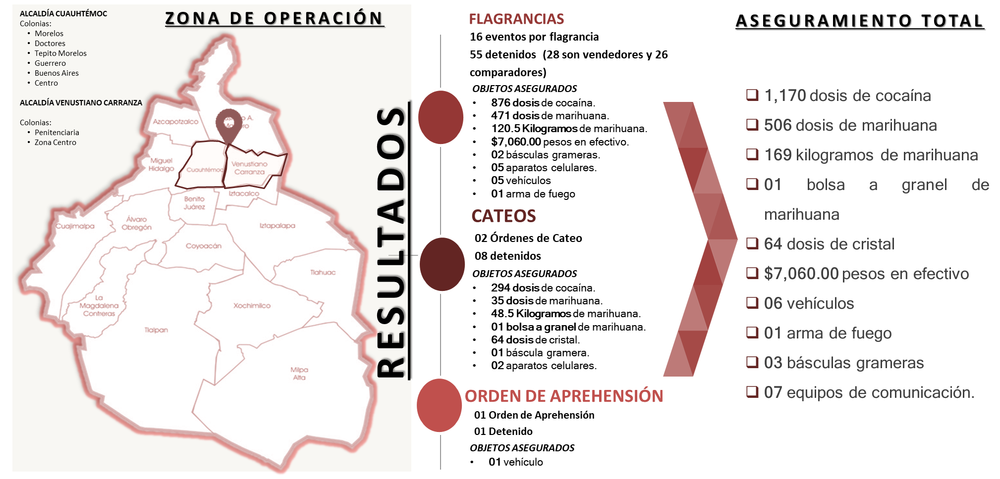 ALCALDÍA CUAUHTÉMOC
Colonias:
• Morelos
• Doctores
• Tepito Morelos
• Guerrero
• Buenos Aires
• Centro
ALCALDÍA VENUSTIANO CARRANZA
Colonias:
• Penitenciaria
• Zona Centro
ZONA DE OPERACIÓN
Azcapotzalco
A.
Miguel
Hidalgo
Cuauhtémoc
Venustiano
Carranza
Iztacalco
Benito
Juárez
Cuajimalpa
Álvaro
Obregón
Iztapalapa
Coyoacán
Tlahuac
La
Magdalena
Contreras
Xochimilco
Tlalpan
Milpa
Alta
RESULTADOS
FLAGRANCIAS
16 eventos por flagrancia
55 detenidos (28 son vendedores y 26
comparadores)
OBJETOS ASEGURADOS
• 876 dosis de cocaína.
• 471 dosis de marihuana.
• 120.5 Kilogramos de marihuana.
• $7,060.00 pesos en efectivo.
• 02 básculas grameras.
• 05 aparatos celulares.
• 05 vehículos
• 01 arma de fuego
CATEOS
02 Órdenes de Cateo
08 detenidos
OBJETOS ASEGURADOS
• 294 dosis de cocaína.
• 35 dosis de marihuana.
• 48.5 Kilogramos de marihuana.
• 01 bolsa a granel de marihuana.
• 64 dosis de cristal.
• 01 báscula gramera.
• 02 aparatos celulares.
ORDEN DE APREHENSIÓN
01 Orden de Aprehensión
01 Detenido
OBJETOS ASEGURADOS
• 01 vehículo
ASEGURAMIENTO TOTAL
❑ 1,170 dosis de cocaína
❑ 506 dosis de marihuana
❑ 169 kilogramos de marihuana
❑ 01 bolsa a granel de
marihuana
❑ 64 dosis de cristal
❑ $7,060.00 pesos en efectivo
❑ 06 vehículos
❑ 01 arma de fuego
❑ 03 básculas grameras
❑ 07 equipos de comunicación.